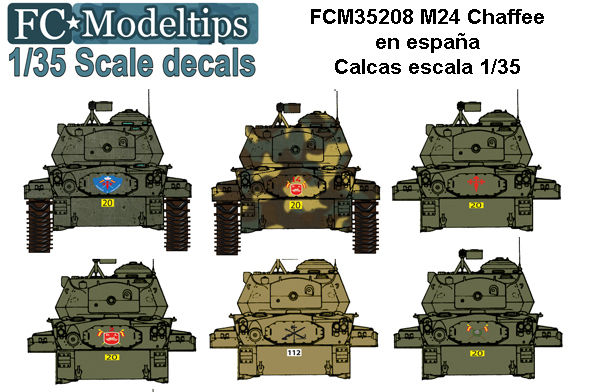 FC★Modeltips
1/35 Scale decals
FCM35208 M24 Chaffee
en españa
Calcas escala 1/35
20
20
20
20
112
20